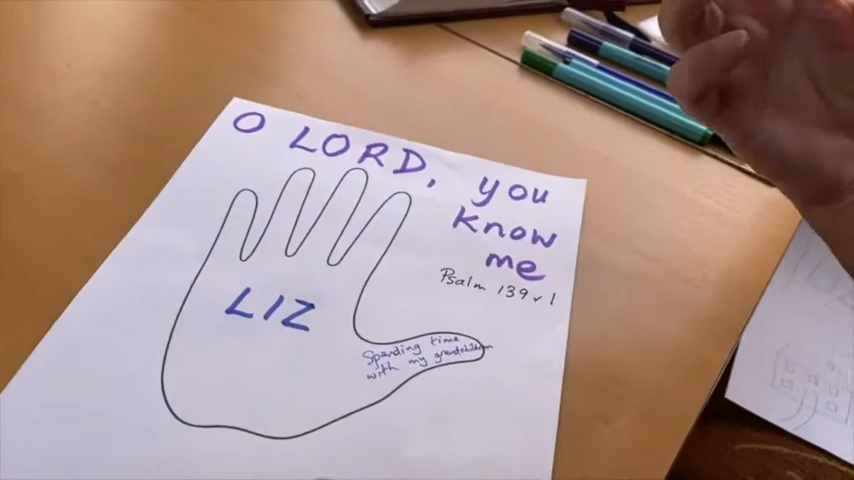 O LORD, you
know
me
Psalm 139 v 1
LIZ
Spending time
with my grandchildren